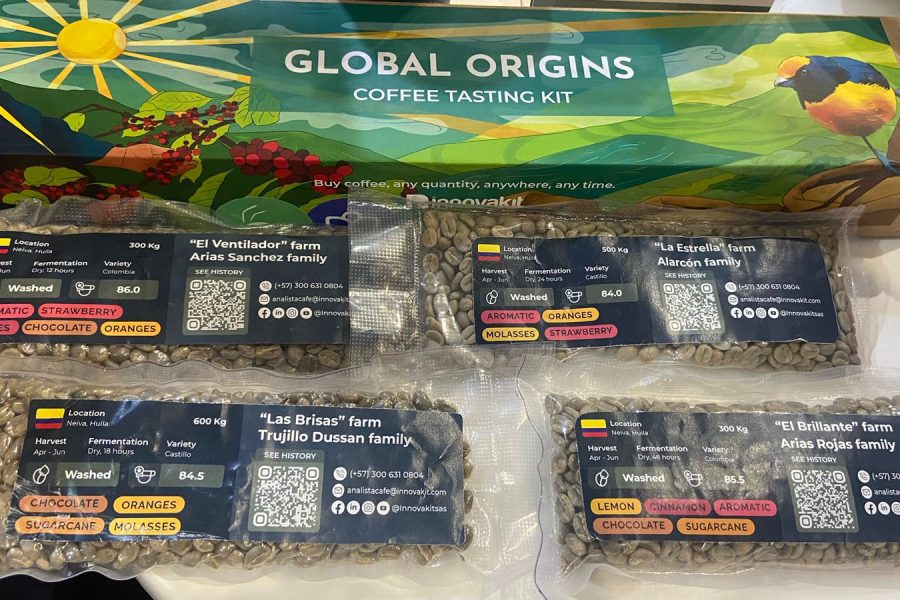 GLOBAL ORIGINS
COFFEE TASTING KIT
Buy coffee, any quantity, anywhere, any time.
innovakit
Location
Neiva, Huila
300 Kg
Fermentation
Dry, 12 hours
Variety
Colombia
Jun
Washed
86.0
STRAWBERRY
CHOCOLATE
ORANGES
"El Ventilador" farm
Arias Sanchez family
SEE HISTORY
(+57) 300 631 0804
analistacafe@innovakit
@Innovakit
Location
Neiva, Huila
500 Kg
Harvest
Apr - Jun
Fermentation
Dry, 24 hours
Variety
Castillo
Washed
84.0
AROMATIC
ORANGES
MOLASSES
STRAWBERRY
"La Estrella" farm
Alarcón family
SEE HISTORY
(+57) 300 631 0804
analistacafe@innovakit.com
@Innovakitsas
Location
Neiva, Huila
600 Kg
Harvest
Apr - Jun
Fermentation
Dry, 18 hours
Variety
Castillo
Washed
84.5
CHOCOLATE
ORANGES
SUGARCANE
MOLASSES
"Las Brisas" farm
Trujillo Dussan family
SEE HISTORY
(+57) 300 631 0804
analistacafe@innovakit.com
@Innovakitsas
Location
Neiva, Huila
300 Kg
Harvest
Apr - Jun
Fermentation
Dry, 48 hours
Variety
Colombia
Washed
85.5
LEMON
CINNAMON
AROMATIC
CHOCOLATE
SUGARCANE
"El Brillante" farm
Arias Rojas family
SEE HISTORY
(+57) 30